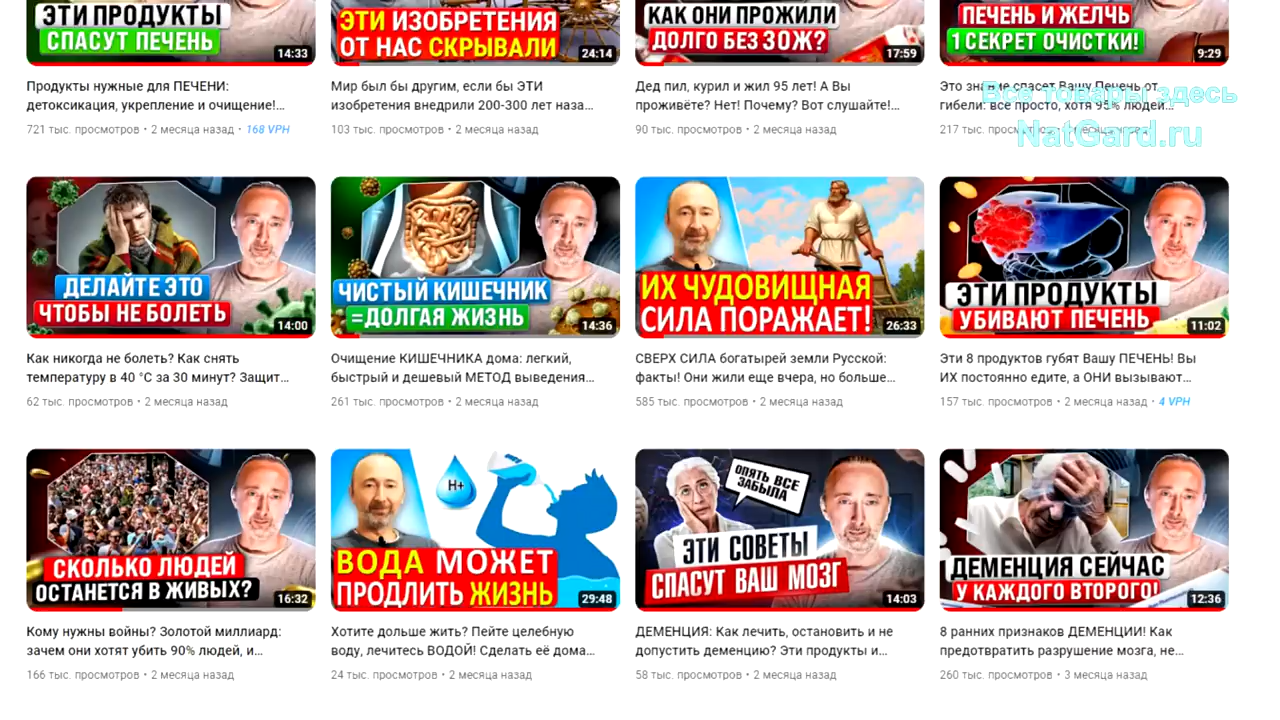 ЭТИ ПРОДУКТЫ
СПАСУТ ПЕЧЕНЬ
14:33
ЭТИ ИЗОБРЕТЕНИЯ
ОТ НАС СКРЫВАЛИ
24:14
КАК ОНИ ПРОЖИЛИ
ДОЛГО БЕЗ ЗОЖ?
17:59
ПЕЧЕНЬ И ЖЕЛЧЬ
1 СЕКРЕТ ОЧИСТКИ!
9:29
Продукты нужные для ПЕЧЕНИ:
детоксикация, укрепление и очищение!...
721 тыс. просмотров • 2 месяца назад • 168 VPH
Мир был бы другим, если бы ЭТИ
изобретения внедрили 200-300 лет наза...
103 тыс. просмотров • 2 месяца назад
Дед пил, курил и жил 95 лет! А Вы
проживёте? Нет! Почему? Вот слушайте!...
90 тыс. просмотров • 2 месяца назад
Это знание спасет Вашу Печень от
гибели: все просто, хотя 95% людей...
217 тыс. просмотров • 2 месяца назад
Все товары здесь
NatGard.ru
ДЕЛАЙТЕ ЭТО
ЧТОБЫ НЕ БОЛЕТЬ
14:00
ЧИСТЫЙ КИШЕЧНИК
=ДОЛГАЯ ЖИЗНЬ
14:36
ИХ ЧУДОВИЩНАЯ
СИЛА ПОРАЖАЕТ!
26:33
ЭТИ ПРОДУКТЫ
УБИВАЮТ ПЕЧЕНЬ
11:02
Как никогда не болеть? Как снять
температуру в 40 °C за 30 минут? Защит...
62 тыс. просмотров • 2 месяца назад
Очищение КИШЕЧНИКА дома: легкий,
быстрый и дешевый МЕТОД выведения...
261 тыс. просмотров • 2 месяца назад
СВЕРХ СИЛА богатырей земли Русской:
факты! Они жили еще вчера, но больше...
585 тыс. просмотров • 2 месяца назад
Эти 8 продуктов губят Вашу ПЕЧЕНЬ! Вы
ИХ постоянно едите, а ОНИ вызывают...
157 тыс. просмотров • 2 месяца назад • 4 VPH
СКОЛЬКО ЛЮДЕЙ
ОСТАНЕТСЯ В ЖИВЫХ?
16:32
H+
ВОДА МОЖЕТ
ПРОДЛИТЬ ЖИЗНЬ
29:48
ОПЯТЬ ВСЕ
ЗАБЫЛА
ЭТИ СОВЕТЫ
СПАСУТ ВАШ МОЗГ
14:03
ДЕМЕНЦИЯ СЕЙЧАС
У КАЖДОГО ВТОРОГО!
12:36
Кому нужны войны? Золотой миллиард:
зачем они хотят убить 90% людей, и...
166 тыс. просмотров • 2 месяца назад
Хотите дольше жить? Пейте целебную
воду, лечитесь ВОДОЙ! Сделать её дома...
24 тыс. просмотров • 2 месяца назад
ДЕМЕНЦИЯ: Как лечить, остановить и не
допустить деменцию? Эти продукты и...
58 тыс. просмотров • 2 месяца назад
8 ранних признаков ДЕМЕНЦИИ! Как
предотвратить разрушение мозга, не...
260 тыс. просмотров • 3 месяца назад